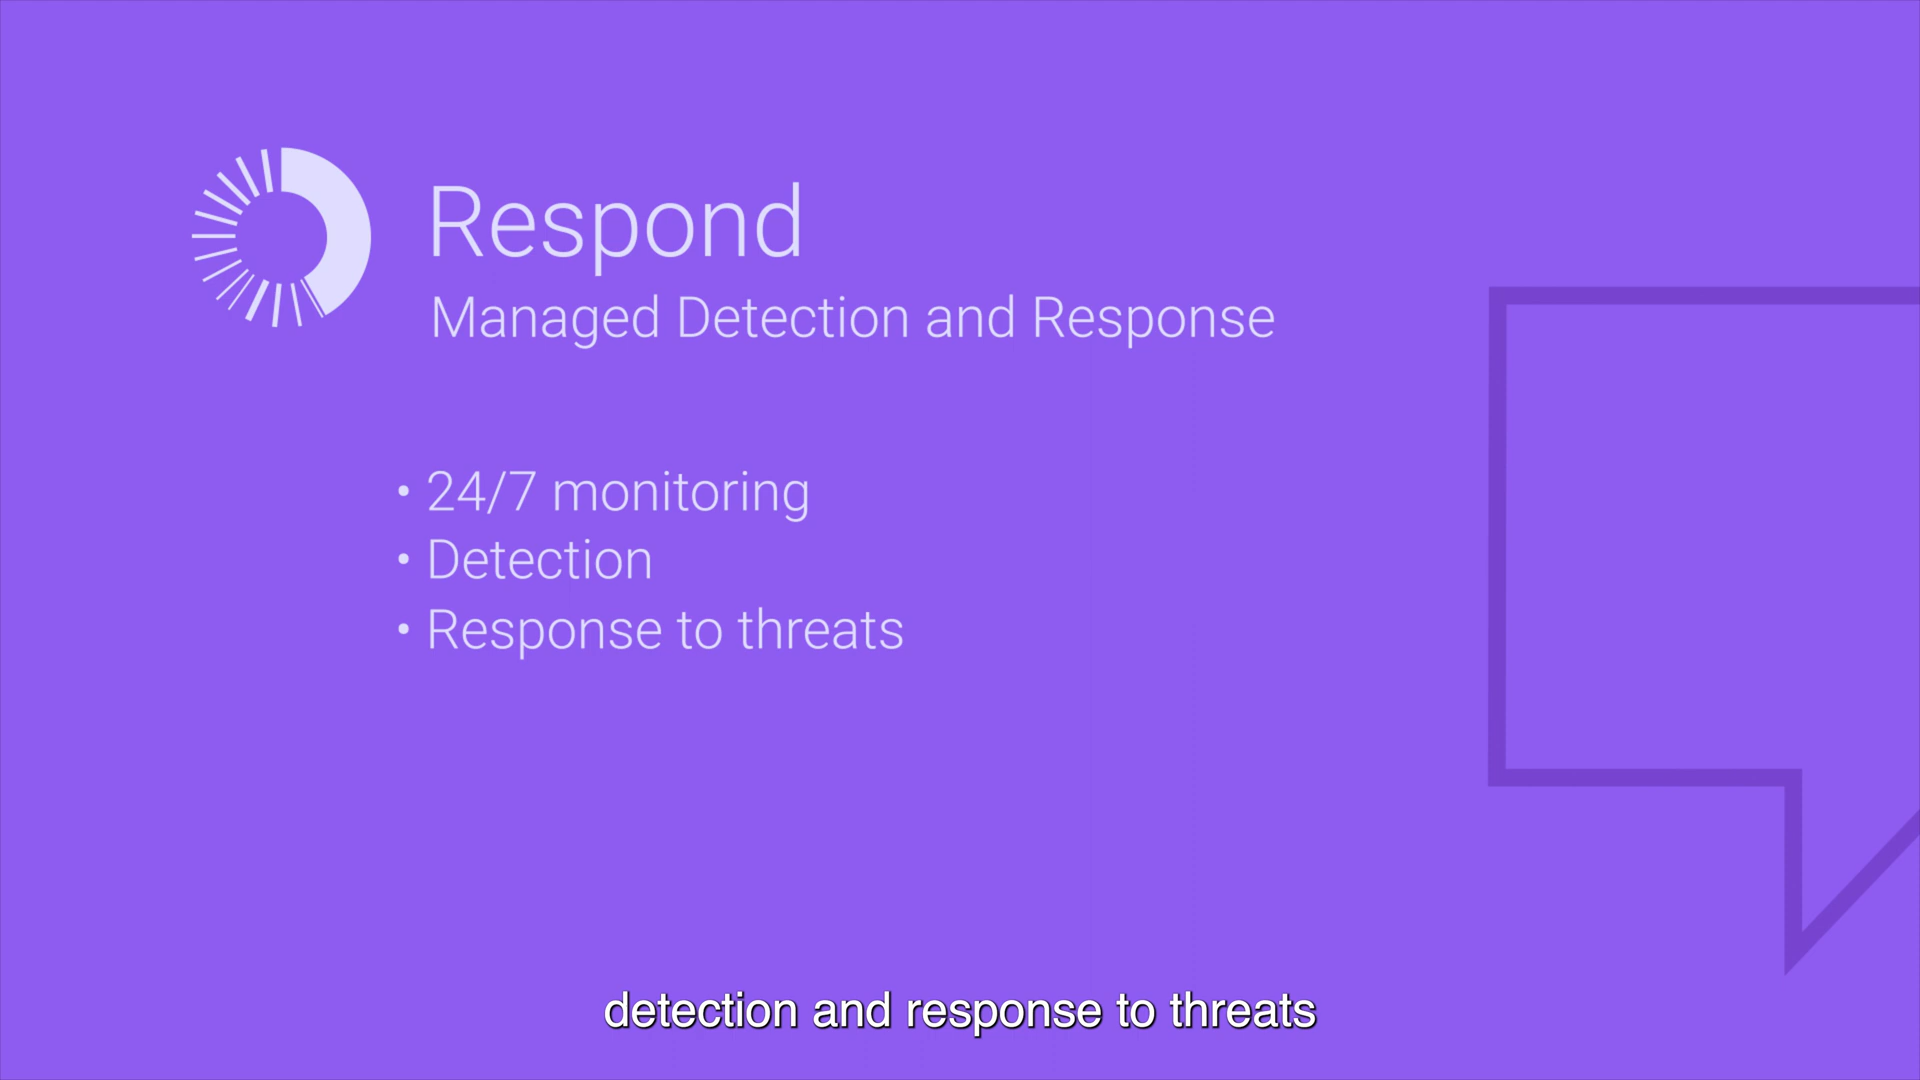 Respond
Managed Detection and Response
• 24/7 monitoring
• Detection
• Response to threats
detection and response to threats